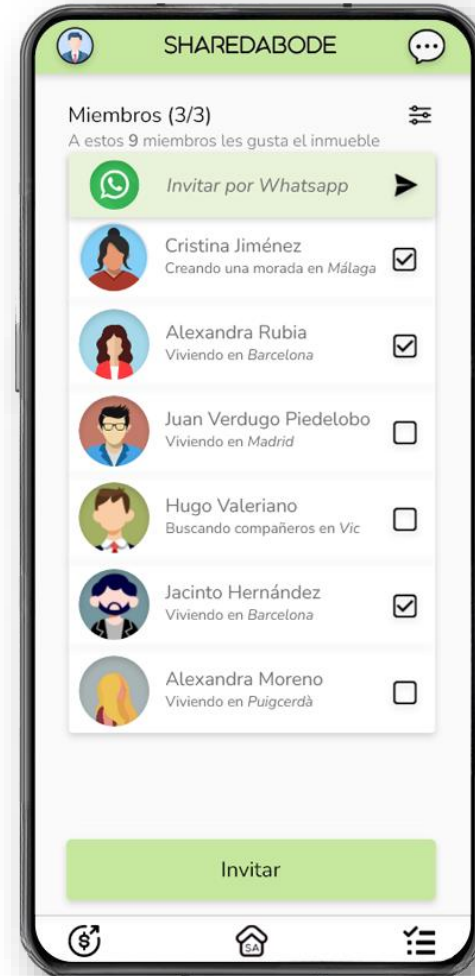 SHAREDABODE
Miembros (3/3)
A estos 9 miembros les gusta el inmueble
Invitar por Whatsapp
Cristina Jiménez
Creando una morada en Málaga
Alexandra Rubia
Viviendo en Barcelona
Juan Verdugo Piedelobo
Viviendo en Madrid
Hugo Valeriano
Buscando compañeros en Vic
Jacinto Hernández
Viviendo en Barcelona
Alexandra Moreno
Viviendo en Puigcerdà
Invitar
$
SA